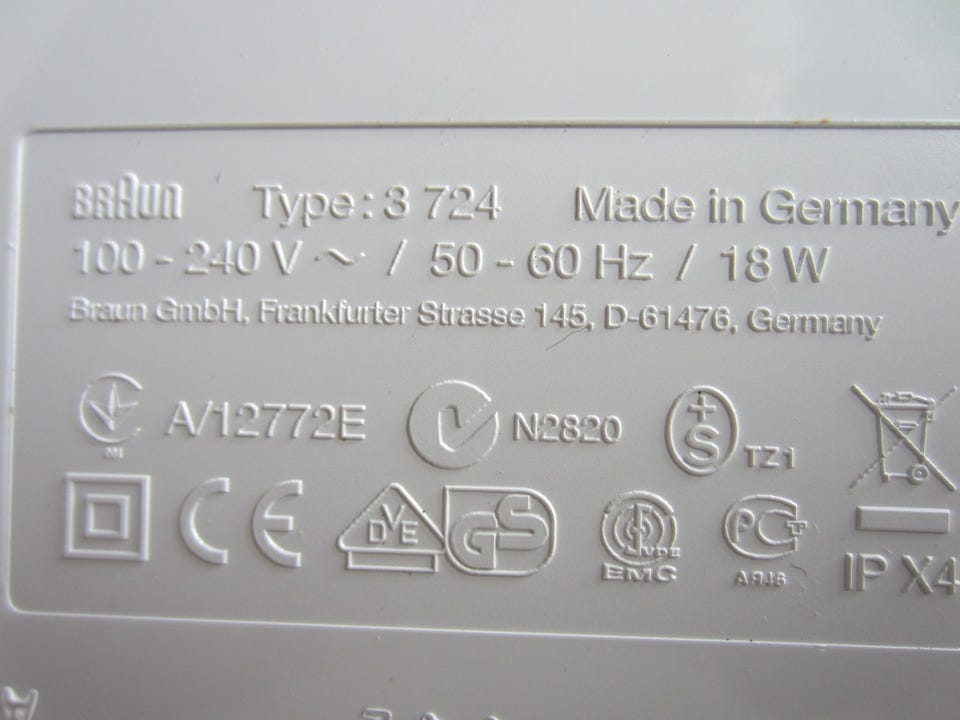 BRAUN Type: 3 724 Made in Germany
100 - 240 V ~ / 50 - 60 Hz / 18 W
Braun GmbH, Frankfurter Strasse 145, D-61476, Germany
A/12772E N2820 +S TZ1
CE DVE GS VDE EMC PCT АЯ46 IP X4